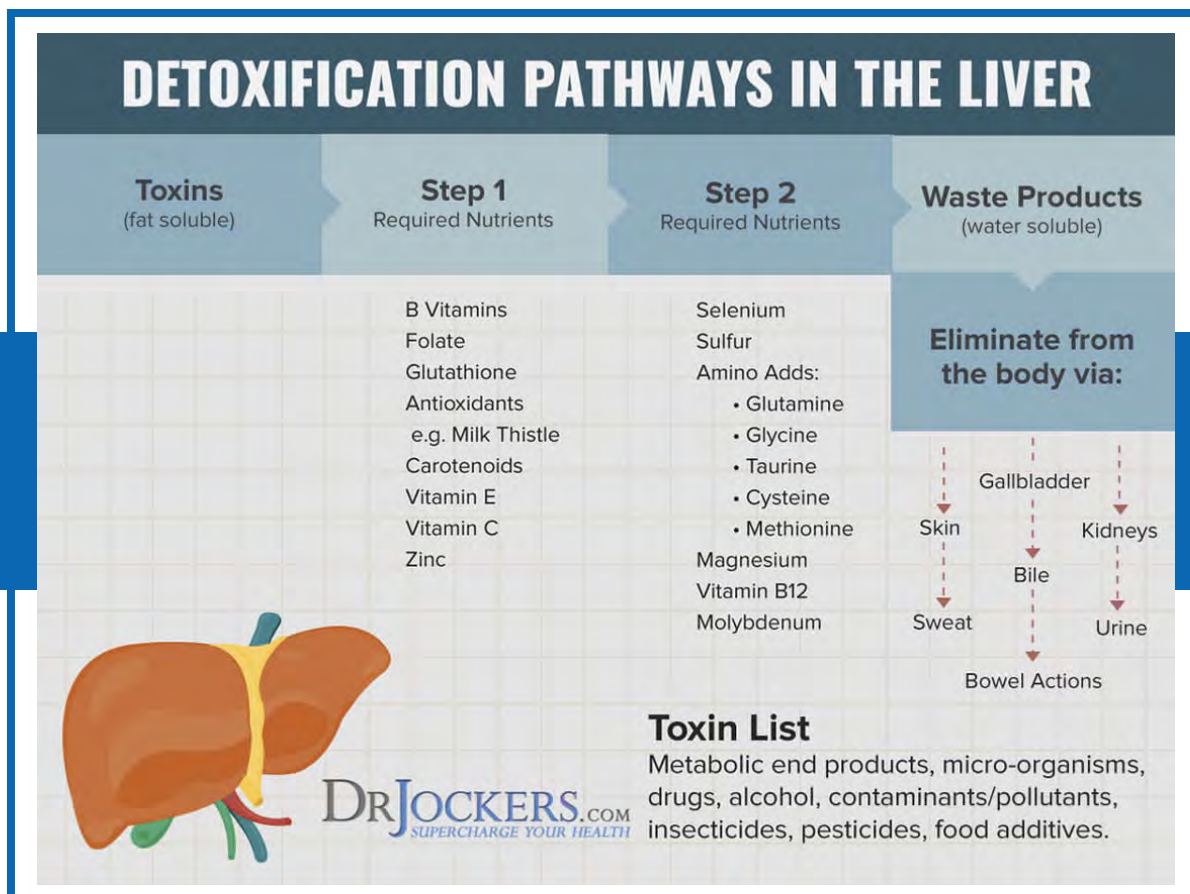 DETOXIFICATION PATHWAYS IN THE LIVER
Toxins
(fat soluble)
Step 1
Required Nutrients
Step 2
Required Nutrients
Waste Products
(water soluble)
B Vitamins
Folate
Glutathione
Antioxidants
e.g. Milk Thistle
Carotenoids
Vitamin E
Vitamin C
Zinc
Selenium
Sulfur
Amino Adds:
• Glutamine
• Glycine
• Taurine
• Cysteine
• Methionine
Magnesium
Vitamin B12
Molybdenum
Eliminate from
the body via:
Skin
Sweat
Gallbladder
Bile
Bowel Actions
Kidneys
Urine
Toxin List
Metabolic end products, micro-organisms,
drugs, alcohol, contaminants/pollutants,
insecticides, pesticides, food additives.
DRJOCKERS.COM
SUPERCHARGE YOUR HEALTH